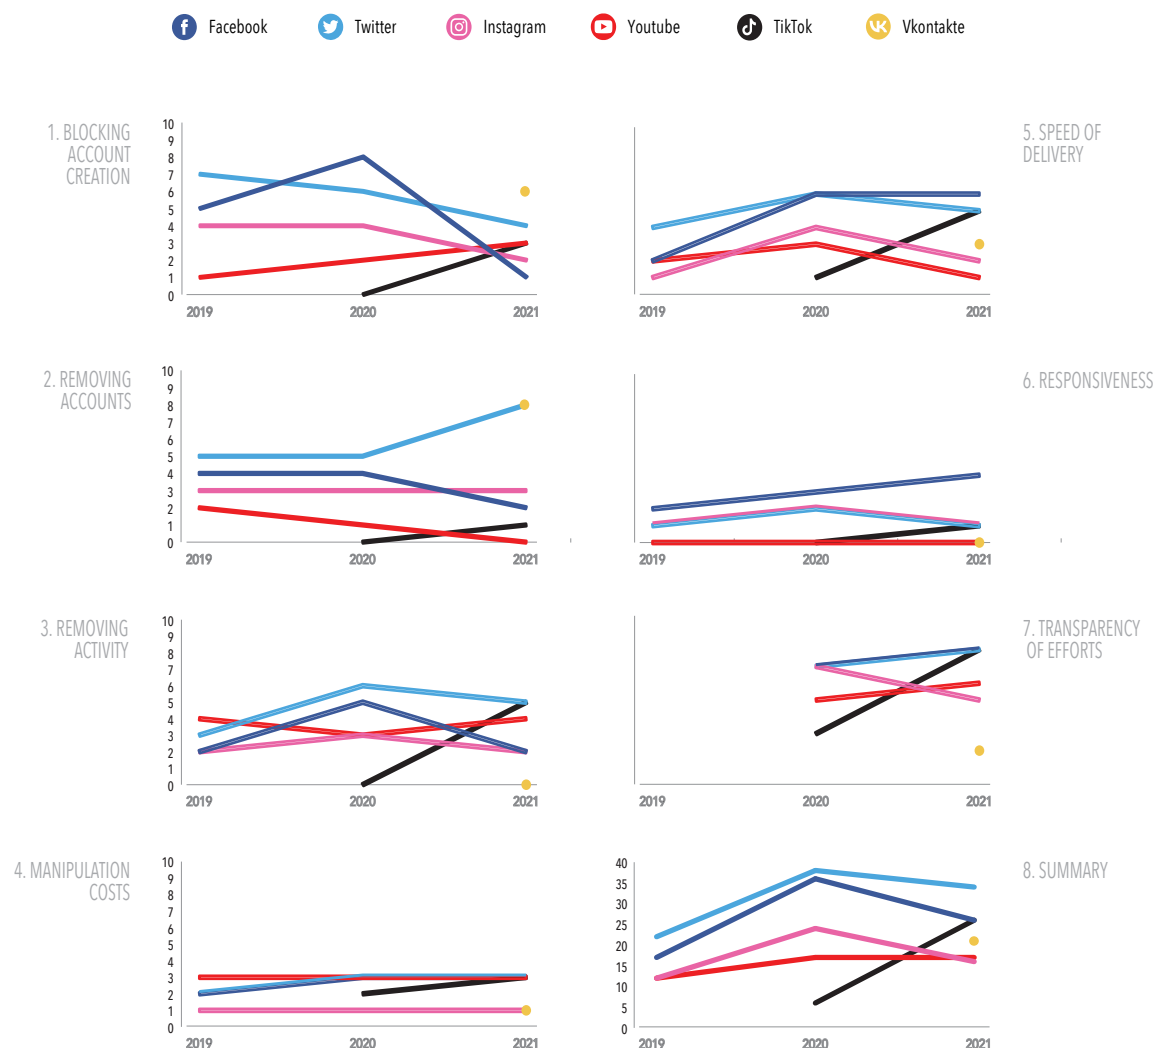 Facebook Twitter Instagram Youtube TikTok Vkontakte
1. BLOCKING
ACCOUNT
CREATION
10
9
8
7
6
5
4
3
2
1
0
2019 2020 2021
5. SPEED OF
DELIVERY
2019 2020 2021
2. REMOVING
ACCOUNTS
10
9
8
7
6
5
4
3
2
1
0
2019 2020 2021
6. RESPONSIVENESS
2019 2020 2021
3. REMOVING
ACTIVITY
10
9
8
7
6
5
4
3
2
1
0
2019 2020 2021
7. TRANSPARENCY
OF EFFORTS
2019 2020 2021
4. MANIPULATION
COSTS
10
9
8
7
6
5
4
3
2
1
0
2019 2020 2021
8. SUMMARY
40
35
30
25
20
15
10
5
0
2019 2020 2021